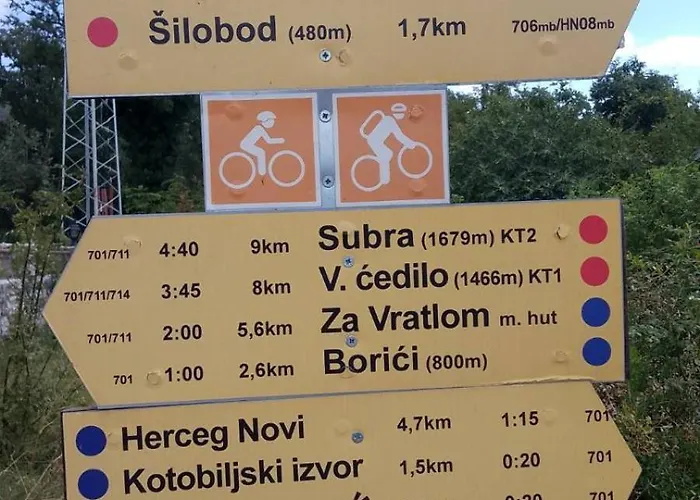 Šilobod (480m) 1,7km 706mb/HN08mb
701/711 4:40 9km Subra (1679m) KT2
701/711/714 3:45 8km V. ćedilo (1466m) KT1
701/711 2:00 5,6km Za Vratlom m. hut
701 1:00 2,6km Borići (800m)
Herceg Novi 4,7km 1:15 701
Kotobiljski izvor 1,5km 0:20 701